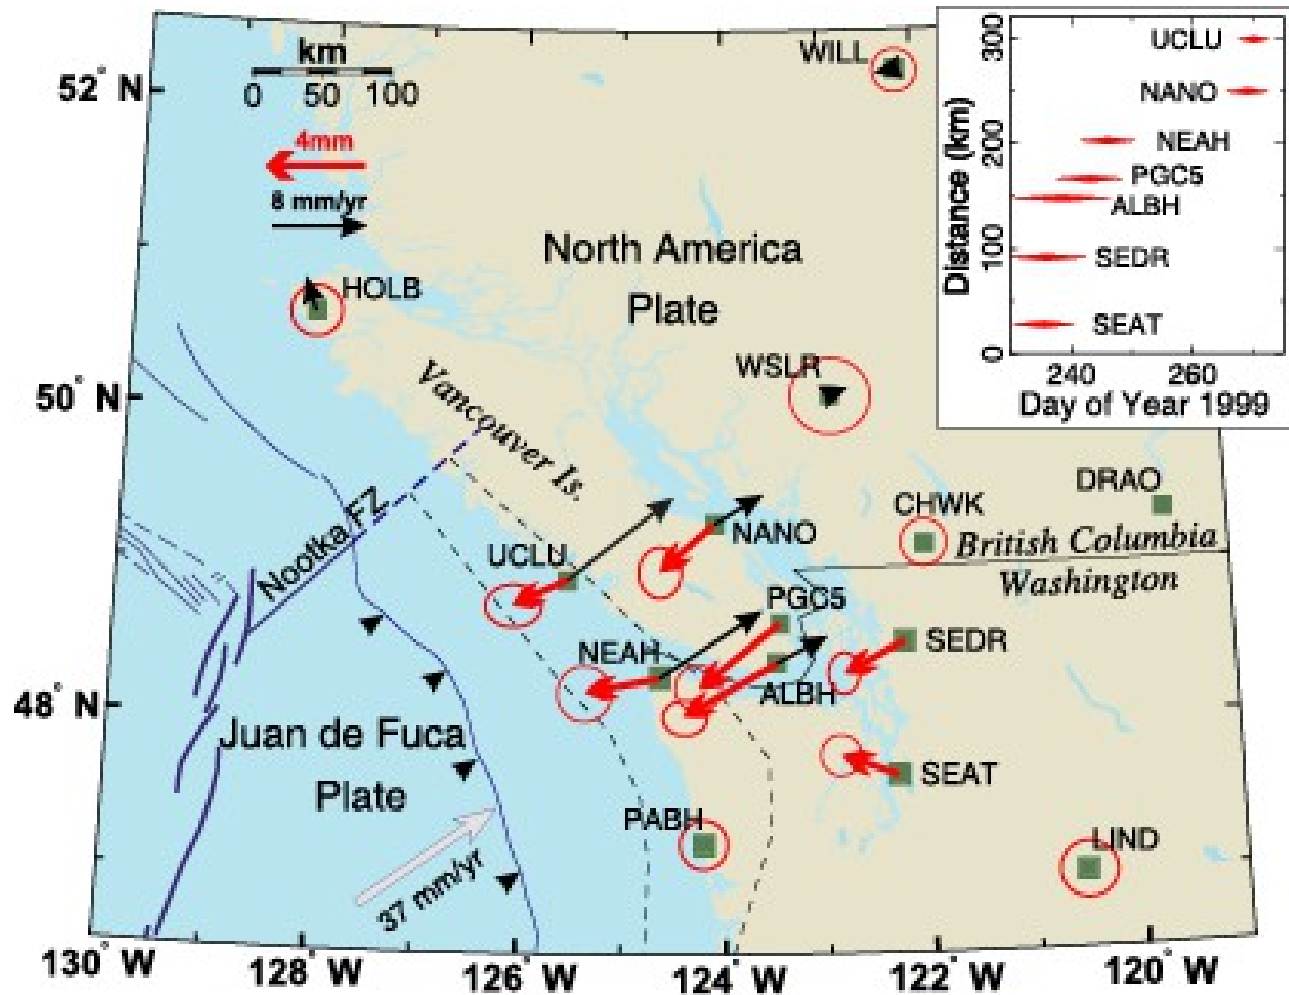 km
0 50 100
4mm
8 mm/yr
52° N
50° N
48° N
130° W
128° W
126° W
124° W
122° W
120° W
WILL
HOLB
North America
Plate
WSLR
Vancouver Is.
DRAO
CHWK
British Columbia
Washington
Nootka FZ
NANO
UCLU
PGC5
NEAH
SEDR
ALBH
Juan de Fuca
Plate
SEAT
PABH
LIND
37 mm/yr
Distance (km)
300
200
100
0
UCLU
NANO
NEAH
PGC5
ALBH
SEDR
SEAT
240 260
Day of Year 1999